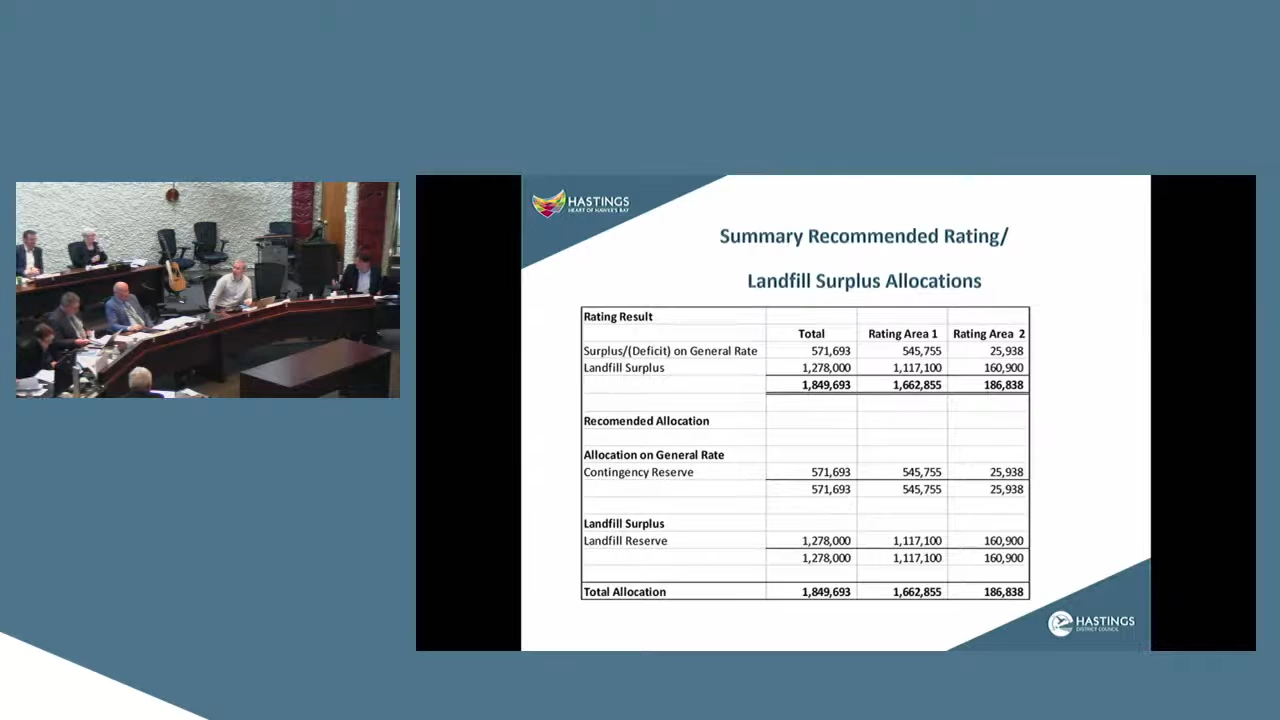 HASTINGS
HEART OF HAWKE'S BAY
Summary Recommended Rating/
Landfill Surplus Allocations
Rating Result
Total Rating Area 1 Rating Area 2
Surplus/(Deficit) on General Rate 571,693 545,755 25,938
Landfill Surplus 1,278,000 1,117,100 160,900
1,849,693 1,662,855 186,838
Recomended Allocation
Allocation on General Rate
Contingency Reserve 571,693 545,755 25,938
571,693 545,755 25,938
Landfill Surplus
Landfill Reserve 1,278,000 1,117,100 160,900
1,278,000 1,117,100 160,900
Total Allocation 1,849,693 1,662,855 186,838
HASTINGS
DISTRICT COUNCIL